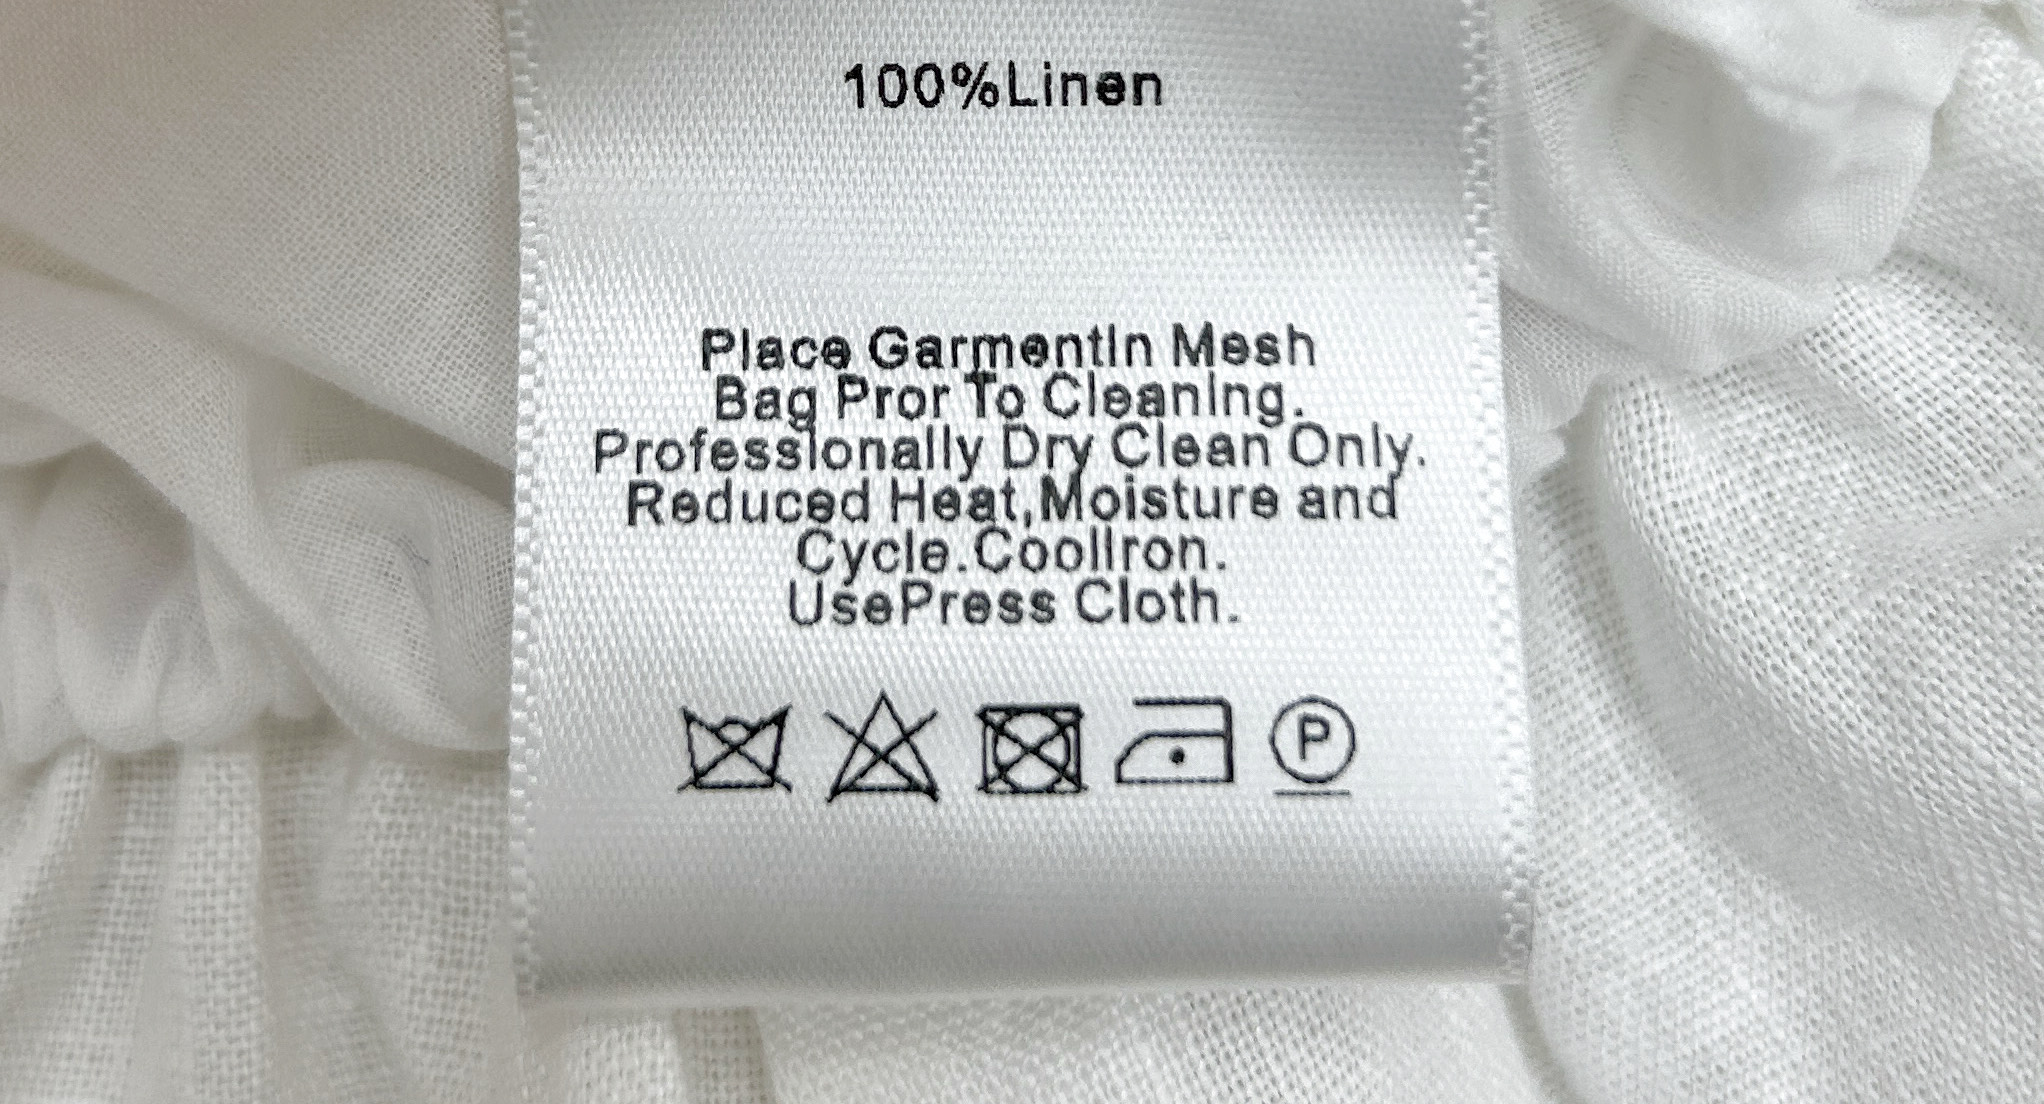 100%Linen
Place GarmentIn Mesh
Bag Pror To Cleaning.
Professionally Dry Clean Only.
Reduced Heat,Moisture and
Cycle.CoolIron.
UsePress Cloth.
P